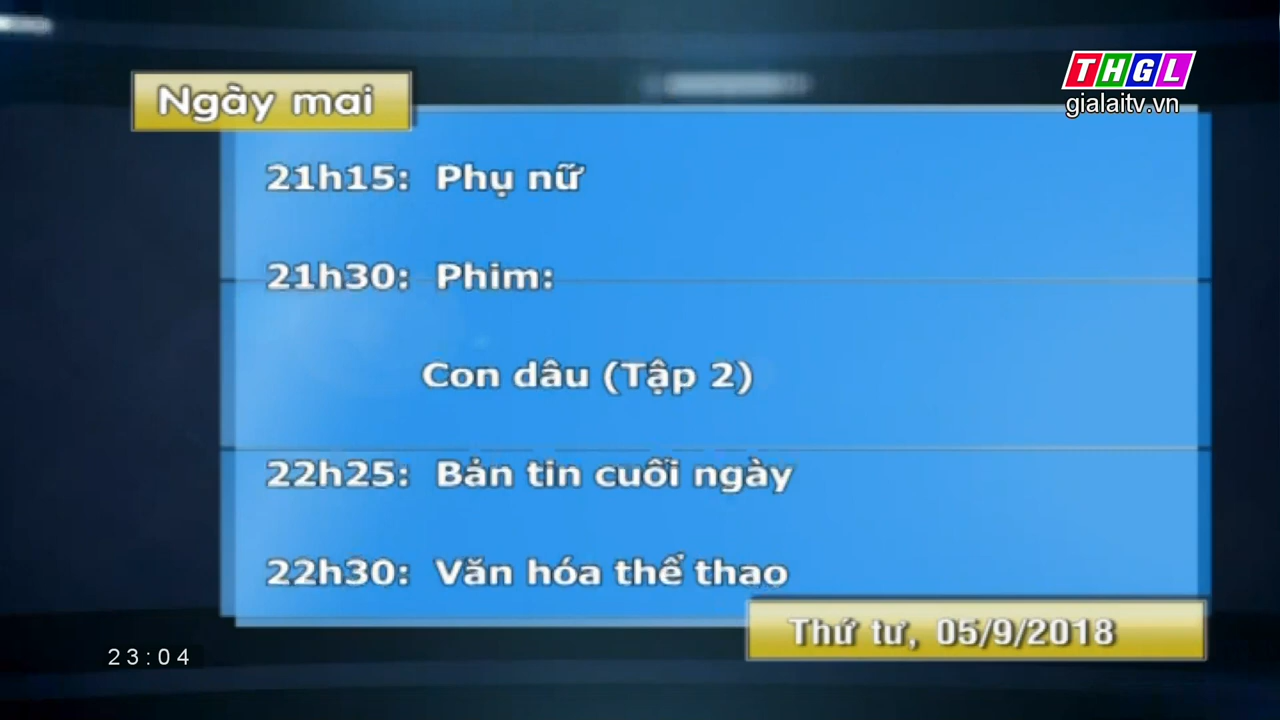 THGL
gialaitv.vn
Ngày mai
21h15: Phụ nữ
21h30: Phim:
Con dâu (Tập 2)
22h25: Bản tin cuối ngày
22h30: Văn hóa thể thao
Thứ tư, 05/9/2018
23:04